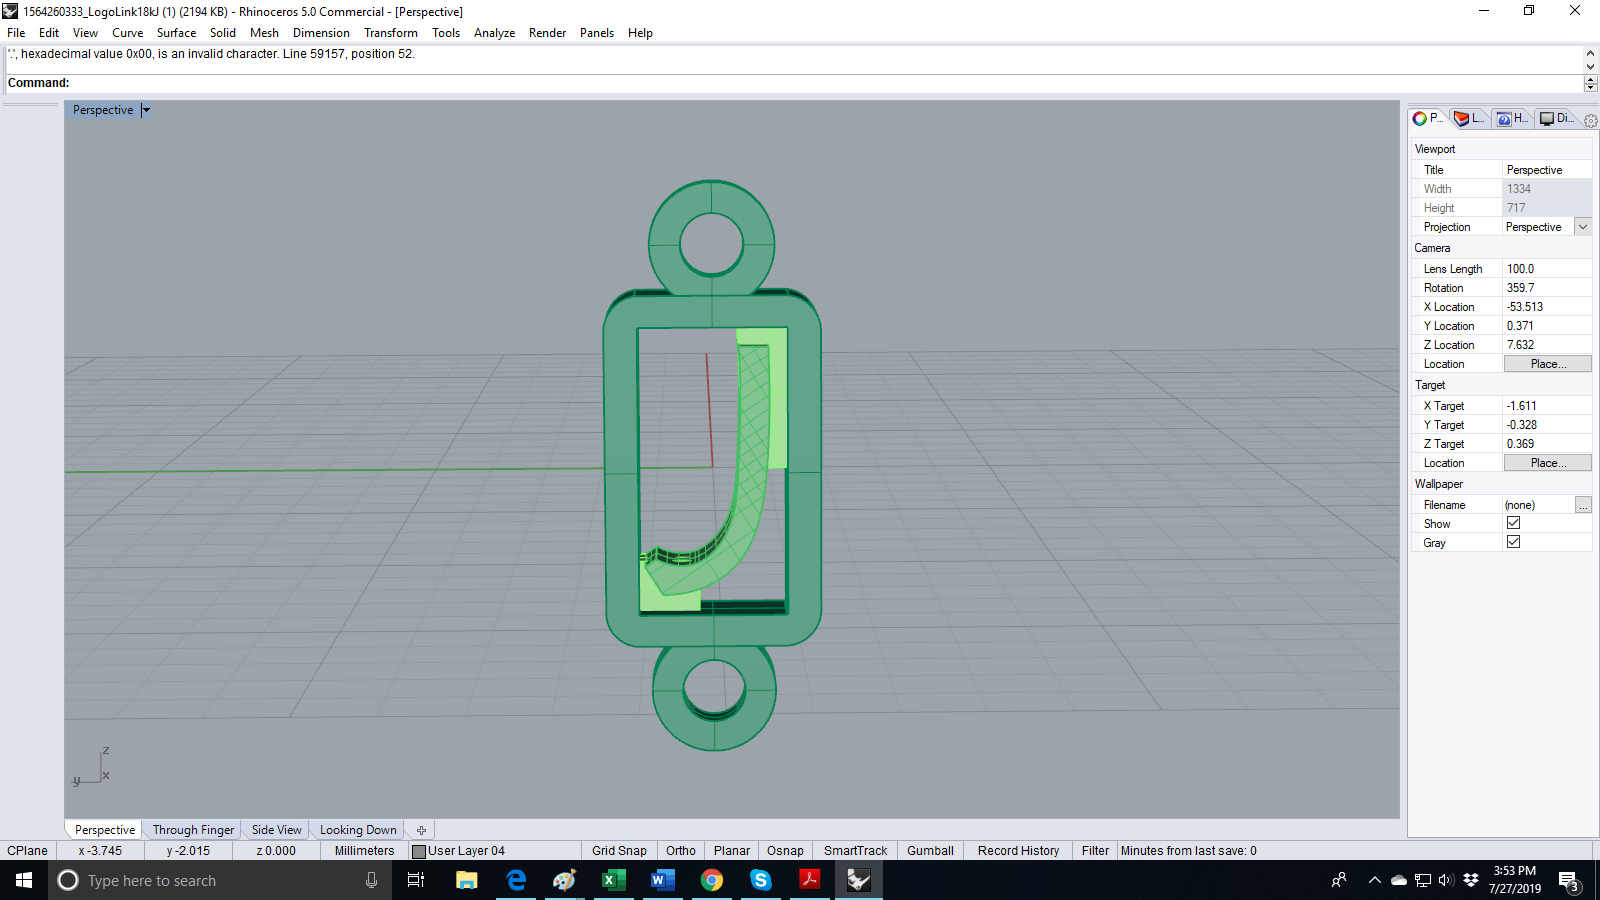 1564260333_LogoLink18kJ (1) (2194 KB) - Rhinoceros 5.0 Commercial - [Perspective]
File Edit View Curve Surface Solid Mesh Dimension Transform Tools Analyze Render Panels Help
'.', hexadecimal value 0x00, is an invalid character. Line 59157, position 52.
Command:
Perspective
P... L... H... Di...
Viewport
Title Perspective
Width 1334
Height 717
Projection Perspective
Camera
Lens Length 100.0
Rotation 359.7
X Location -53.513
Y Location 0.371
Z Location 7.632
Location Place...
Target
X Target -1.611
Y Target -0.328
Z Target 0.369
Location Place...
Wallpaper
Filename (none) ...
Show
Gray
z
y x
Perspective Through Finger Side View Looking Down
CPlane x -3.745 y -2.015 z 0.000 Millimeters User Layer 04 Grid Snap Ortho Planar Osnap SmartTrack Gumball Record History Filter Minutes from last save: 0
Type here to search
3:53 PM
7/27/2019
3